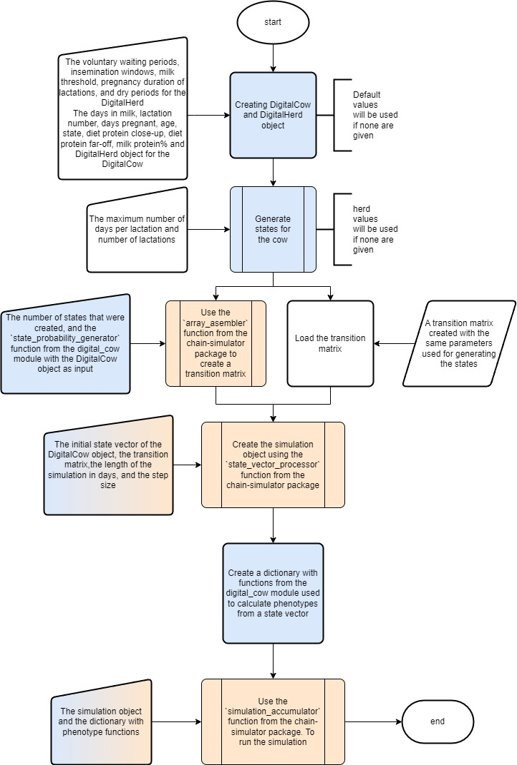 start
The voluntary waiting periods,
insemination windows, milk
threshold, pregnancy duration of
lactations, and dry periods for the
DigitalHerd
The days in milk, lactation
number, days pregnant, age,
state, diet protein close-up, diet
protein far-off, milk protein% and
DigitalHerd object for the
DigitalCow
Creating DigitalCow
and DigitalHerd
object
Default
values
will be used
if none are
given
The maximum number of
days per lactation and
number of lactations
Generate
states for
the cow
herd
values
will be used
if none are
given
The number of states that were
created, and the
`state_probability_generator`
function from the digital_cow
module with the DigitalCow
object as input
Use the
`array_asembler`
function from the
chain-simulator
package to
create a
transition matrix
Load the transition
matrix
A transition matrix
created with the
same parameters
used for generating
the states
The initial state vector of the
DigitalCow object, the transition
matrix,the length of the
simulation in days, and the step
size
Create the simulation
object using the
`state_vector_processor`
function from the
chain-simulator package
Create a dictionary with
functions from the
digital_cow module used
to calculate phenotypes
from a state vector
The simulation object
and the dictionary with
phenotype functions
Use the
`simulation_accumulator`
function from the chain-
simulator package. To
run the simulation
end